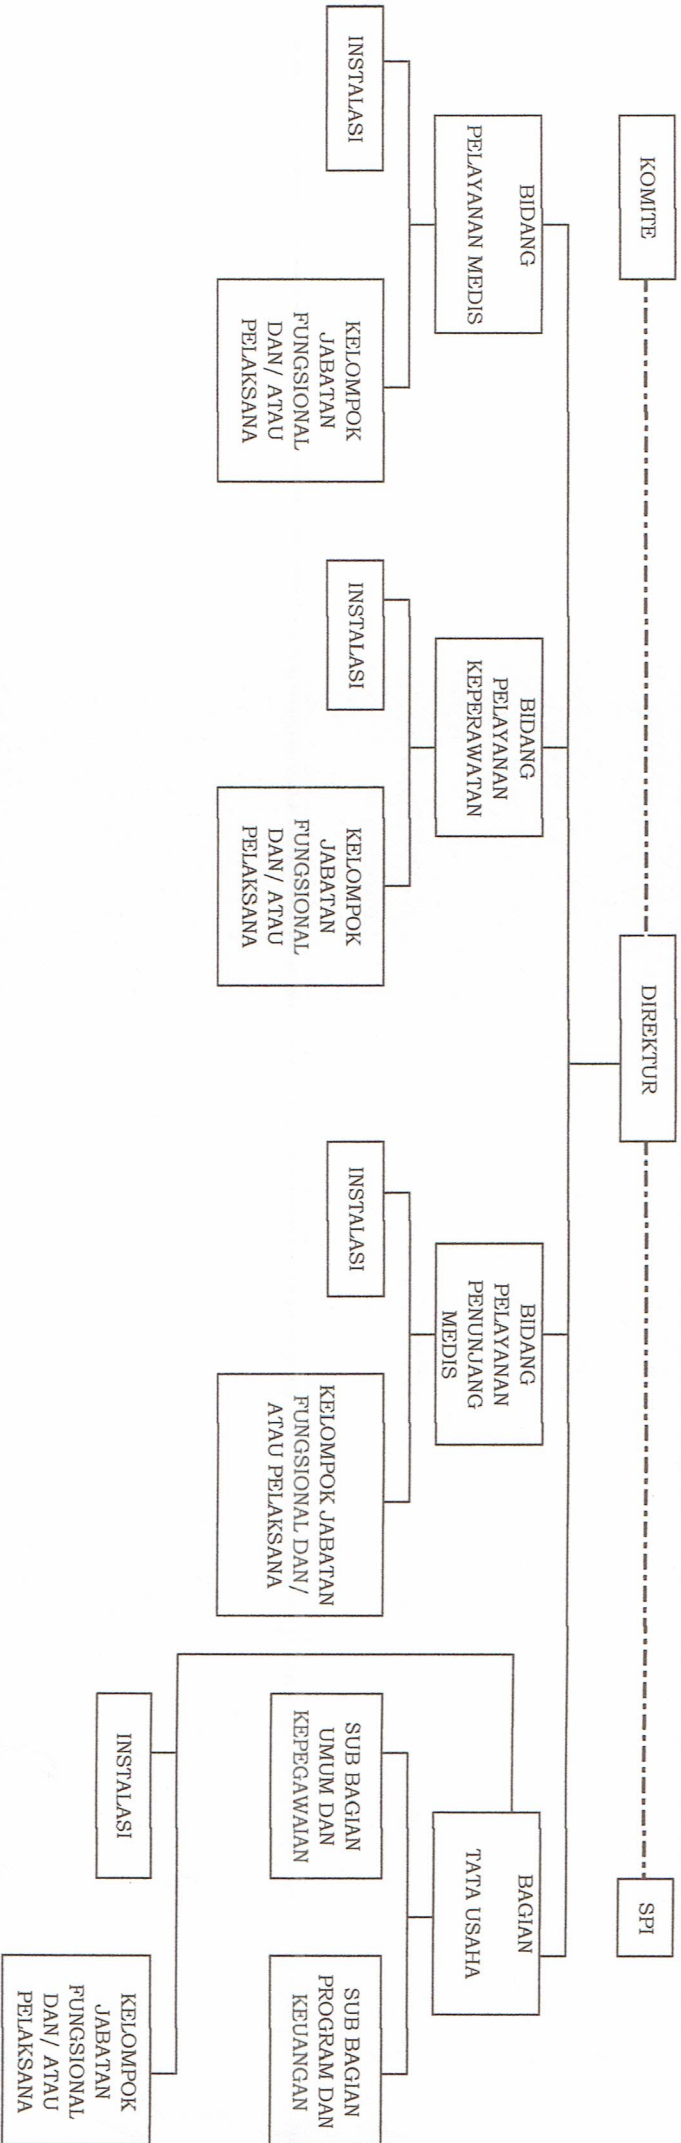 KOMITE
DIREKTUR
SPI
BIDANG
PELAYANAN MEDIS
BIDANG
PELAYANAN
KEPERAWATAN
BIDANG
PELAYANAN
PENUNJANG
MEDIS
BAGIAN
TATA USAHA
INSTALASI
KELOMPOK
JABATAN
FUNGSIONAL
DAN/ ATAU
PELAKSANA
INSTALASI
KELOMPOK
JABATAN
FUNGSIONAL
DAN/ ATAU
PELAKSANA
INSTALASI
KELOMPOK JABATAN
FUNGSIONAL DAN/
ATAU PELAKSANA
SUB BAGIAN
UMUM DAN
KEPEGAWAIAN
SUB BAGIAN
PROGRAM DAN
KEUANGAN
INSTALASI
KELOMPOK
JABATAN
FUNGSIONAL
DAN/ ATAU
PELAKSANA